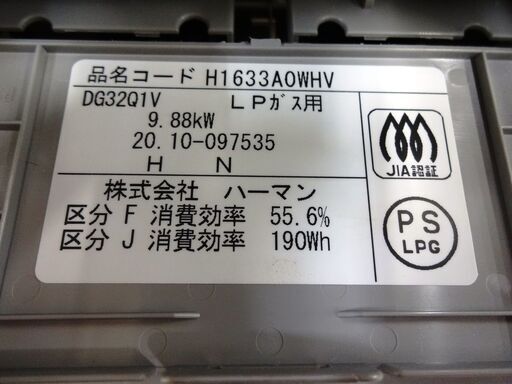 品名コード H1633A0WHV
DG32Q1V LPガス用
9.88kW
20.10-097535
H N
株式会社 ハーマン
区分 F 消費効率 55.6%
区分 J 消費効率 190Wh
JIA認証
PS
LPG